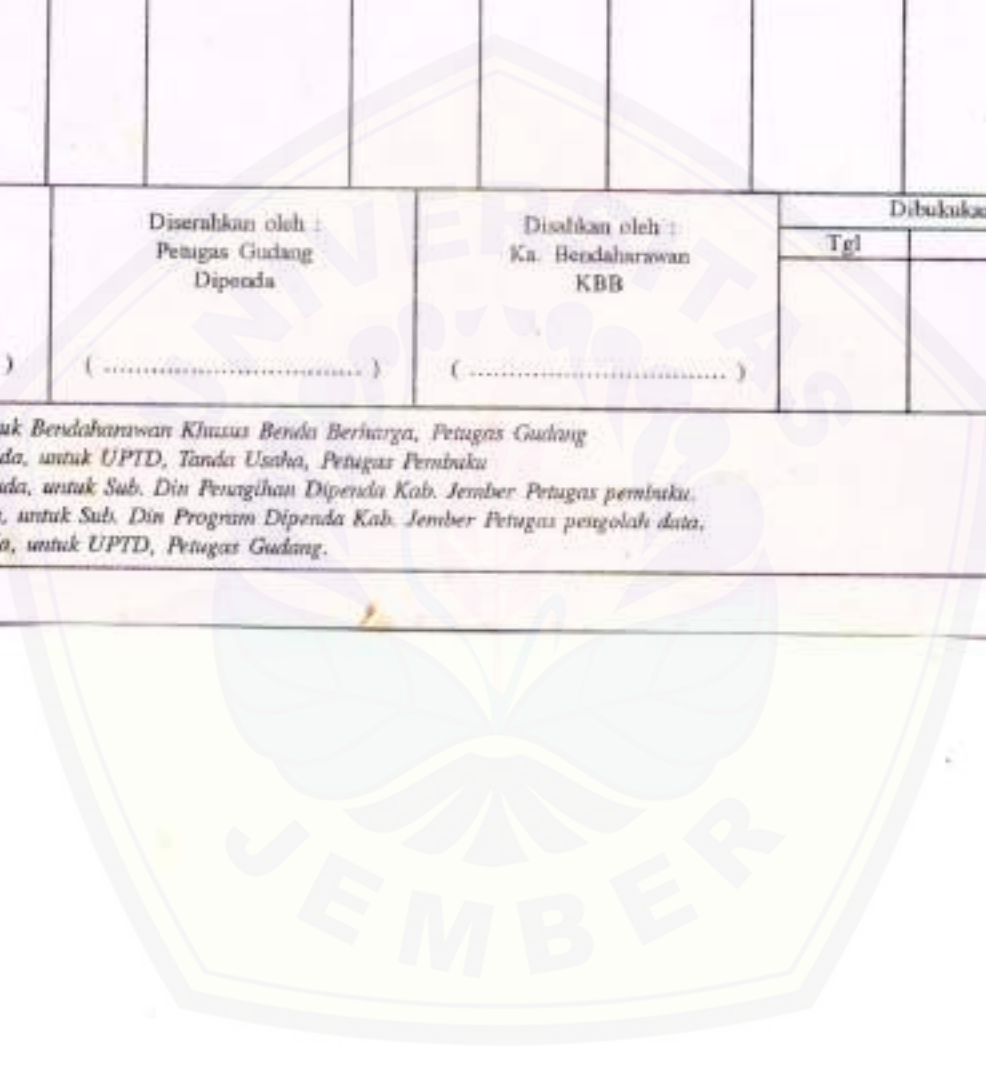 Diserahkan oleh :
Petugas Gudang
Dipenda
) ( ................................. )
Disahkan oleh :
Ka. Bendaharawan
KBB
( ................................. )
Tgl
uk Bendaharawan Khusus Benda Berharga, Petugas Gudang
da, untuk UPTD, Tanda Usaha, Petugas Pembuku
da, untuk Sub. Din Penagihan Dipenda Kab. Jember Petugas pembuku.
, untuk Sub. Din Program Dipenda Kab. Jember Petugas pengolah data,
a, untuk UPTD, Petugas Gudang.
UNIVERSITAS
JEMBER